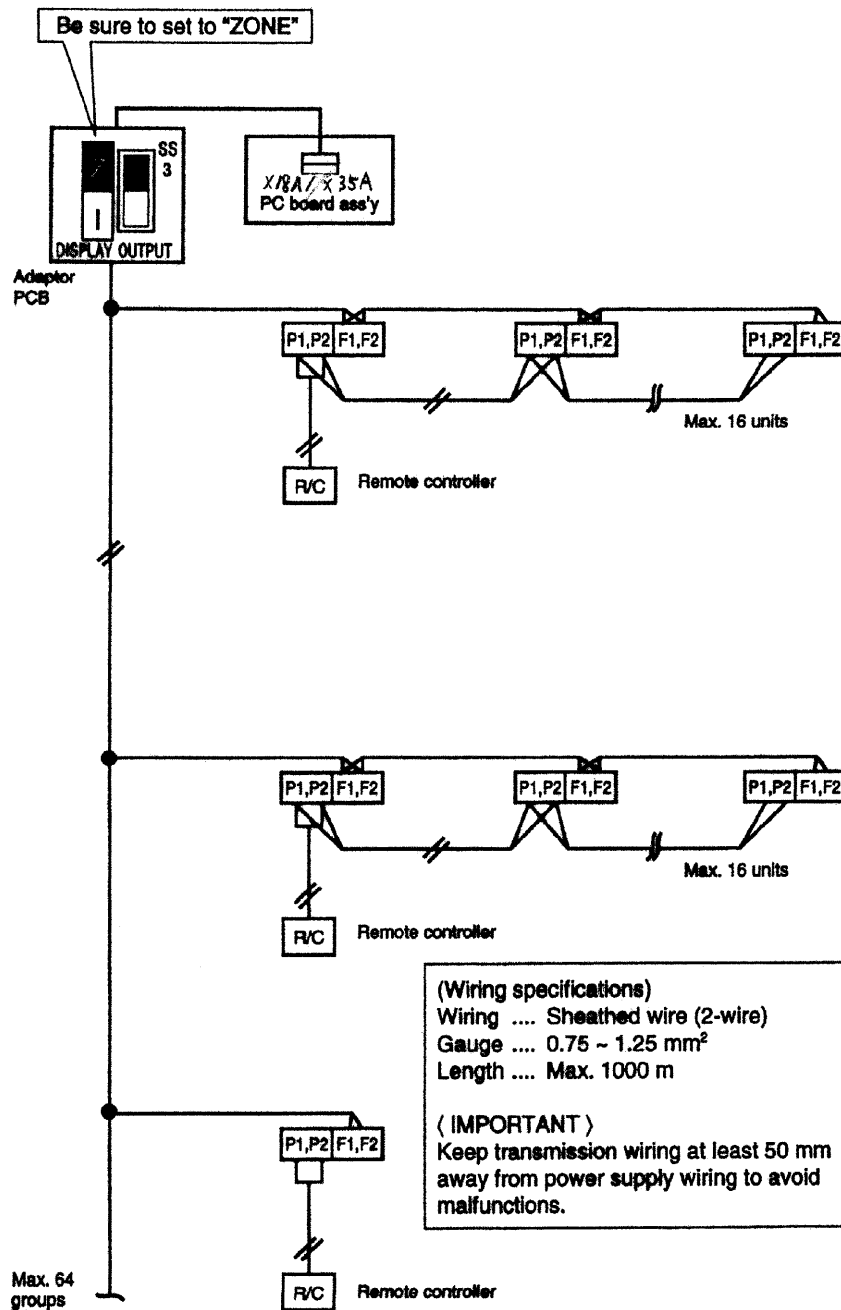 Be sure to set to "ZONE"
SS
3
X18A / X35A
PC board ass'y
DISPLAY OUTPUT
Adaptor
PCB
P1,P2 F1,F2
P1,P2 F1,F2
P1,P2 F1,F2
Max. 16 units
R/C
Remote controller
P1,P2 F1,F2
P1,P2 F1,F2
P1,P2 F1,F2
Max. 16 units
R/C
Remote controller
(Wiring specifications)
Wiring .... Sheathed wire (2-wire)
Gauge .... 0.75 ~ 1.25 mm²
Length .... Max. 1000 m
⟨ IMPORTANT ⟩
Keep transmission wiring at least 50 mm
away from power supply wiring to avoid
malfunctions.
P1,P2 F1,F2
Max. 64
groups
R/C
Remote controller